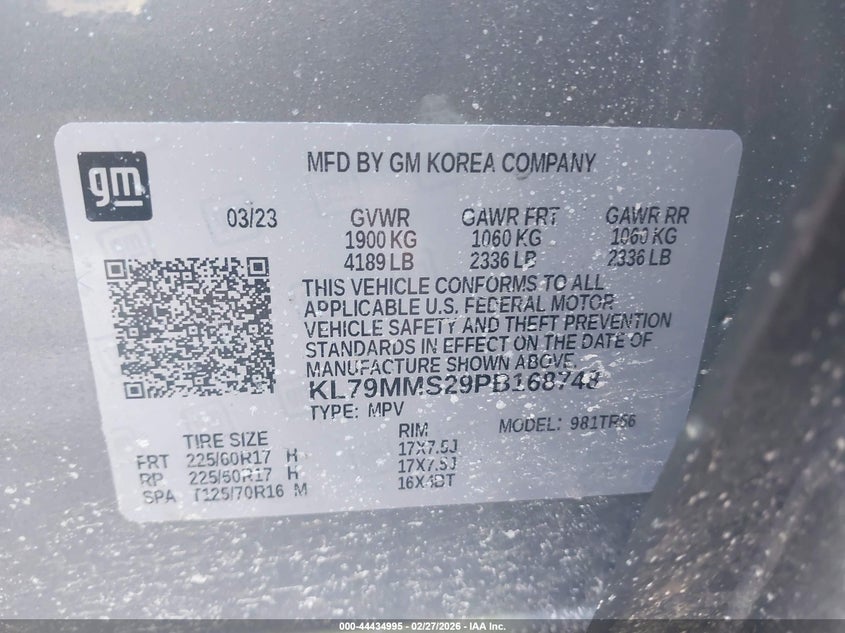 gm
MFD BY GM KOREA COMPANY
03/23 GVWR GAWR FRT GAWR RR
1900 KG 1060 KG 1060 KG
4189 LB 2336 LB 2336 LB
THIS VEHICLE CONFORMS TO ALL
APPLICABLE U.S. FEDERAL MOTOR
VEHICLE SAFETY AND THEFT PREVENTION
STANDARDS IN EFFECT ON THE DATE OF
MANUFACTURE SHOWN ABOVE.
KL79MMS29PB168748
TYPE: MPV MODEL: 981TR56
TIRE SIZE RIM
FRT 225/60R17 H 17X7.5J
RR 225/60R17 H 17X7.5J
SPA T125/70R16 M 16X4BT
000-44434995 - 02/27/2026 - IAA Inc.